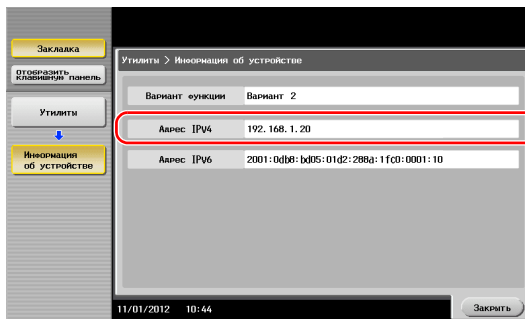 Закладка
Отобразить
клавишную панель
Утилиты
Информация
об устройстве
Утилиты > Информация об устройстве
Вариант функции Вариант 2
Адрес IPv4 192.168.1.20
Адрес IPv6 2001:0db8:bd05:01d2:288a:1fc0:0001:10
11/01/2012 10:44
Закрыть